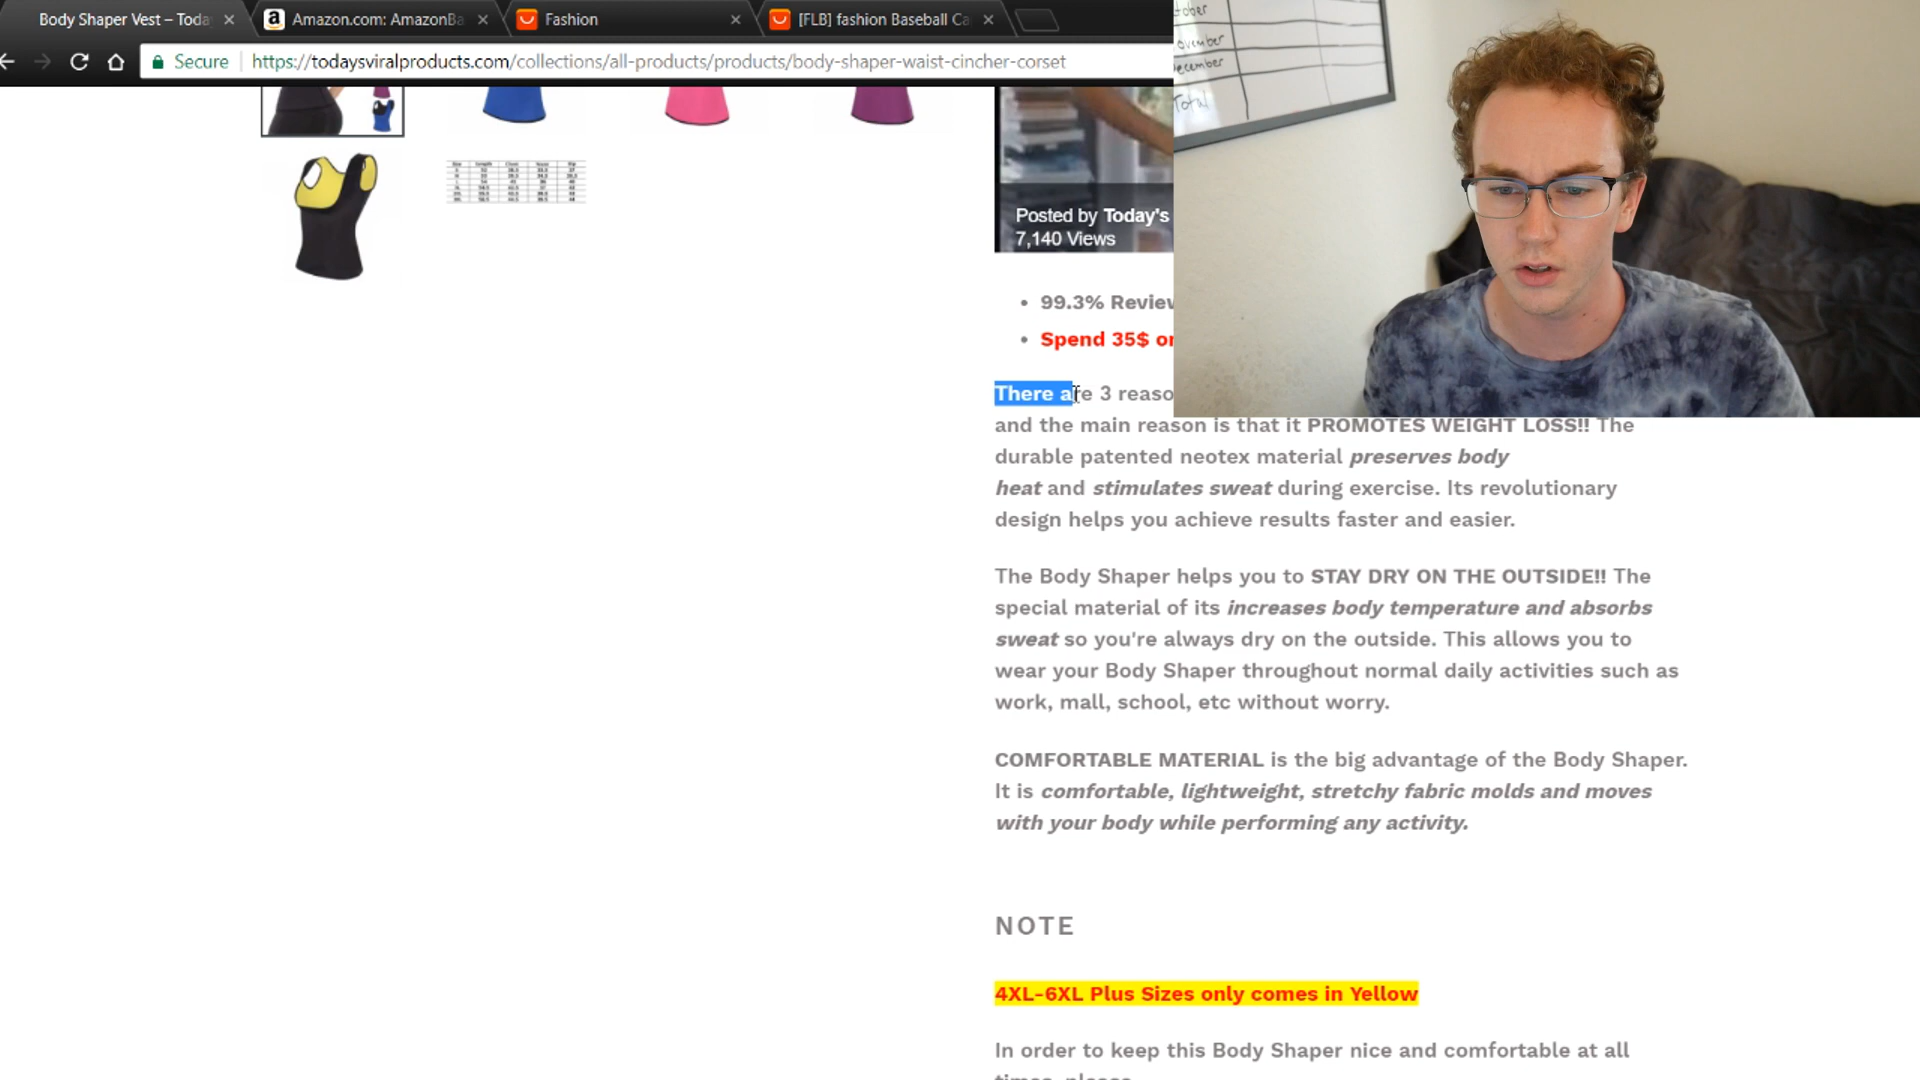 Body Shaper Vest – Toda
Amazon.com: AmazonBa
Fashion
[FLB] fashion Baseball Ca
Secure
https://todaysviralproducts.com/collections/all-products/products/body-shaper-waist-cincher-corset
tober
ovember
ecember
Total
Posted by Today's
7,140 Views
99.3% Review
Spend 35$ or
There are 3 reaso
and the main reason is that it PROMOTES WEIGHT LOSS!! The
durable patented neotex material preserves body
heat and stimulates sweat during exercise. Its revolutionary
design helps you achieve results faster and easier.
The Body Shaper helps you to STAY DRY ON THE OUTSIDE!! The
special material of its increases body temperature and absorbs
sweat so you're always dry on the outside. This allows you to
wear your Body Shaper throughout normal daily activities such as
work, mall, school, etc without worry.
COMFORTABLE MATERIAL is the big advantage of the Body Shaper.
It is comfortable, lightweight, stretchy fabric molds and moves
with your body while performing any activity.
NOTE
4XL-6XL Plus Sizes only comes in Yellow
In order to keep this Body Shaper nice and comfortable at all
times, please